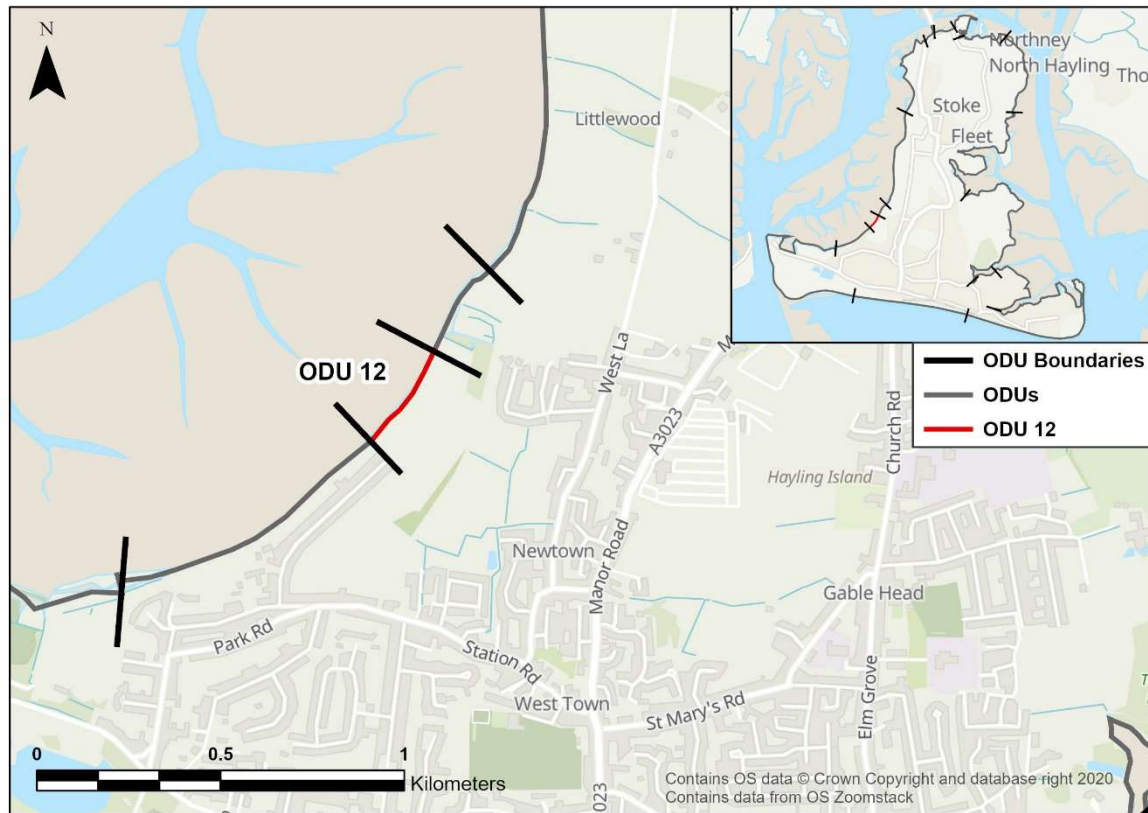 N
Northney
North Hayling
Tho
Stoke
Fleet
Littlewood
ODU 12
West La
M
A3023
ODU Boundaries
ODUs
ODU 12
Church Rd
Hayling Island
Newtown
Manor Road
Gable Head
Park Rd
Station Rd
West Town
St Mary's Rd
Elm Grove
T
0
0.5
1
Kilometers
023
Contains OS data © Crown Copyright and database right 2020
Contains data from OS Zoomstack